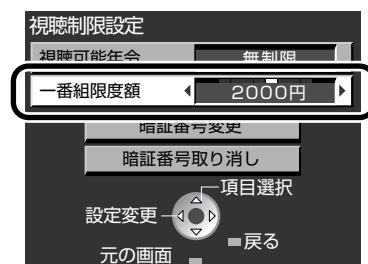 視聴制限設定
視聴可能年令 無制限
一番組限度額 2000円
暗証番号変更
暗証番号取り消し
項目選択
設定変更
戻る
元の画面